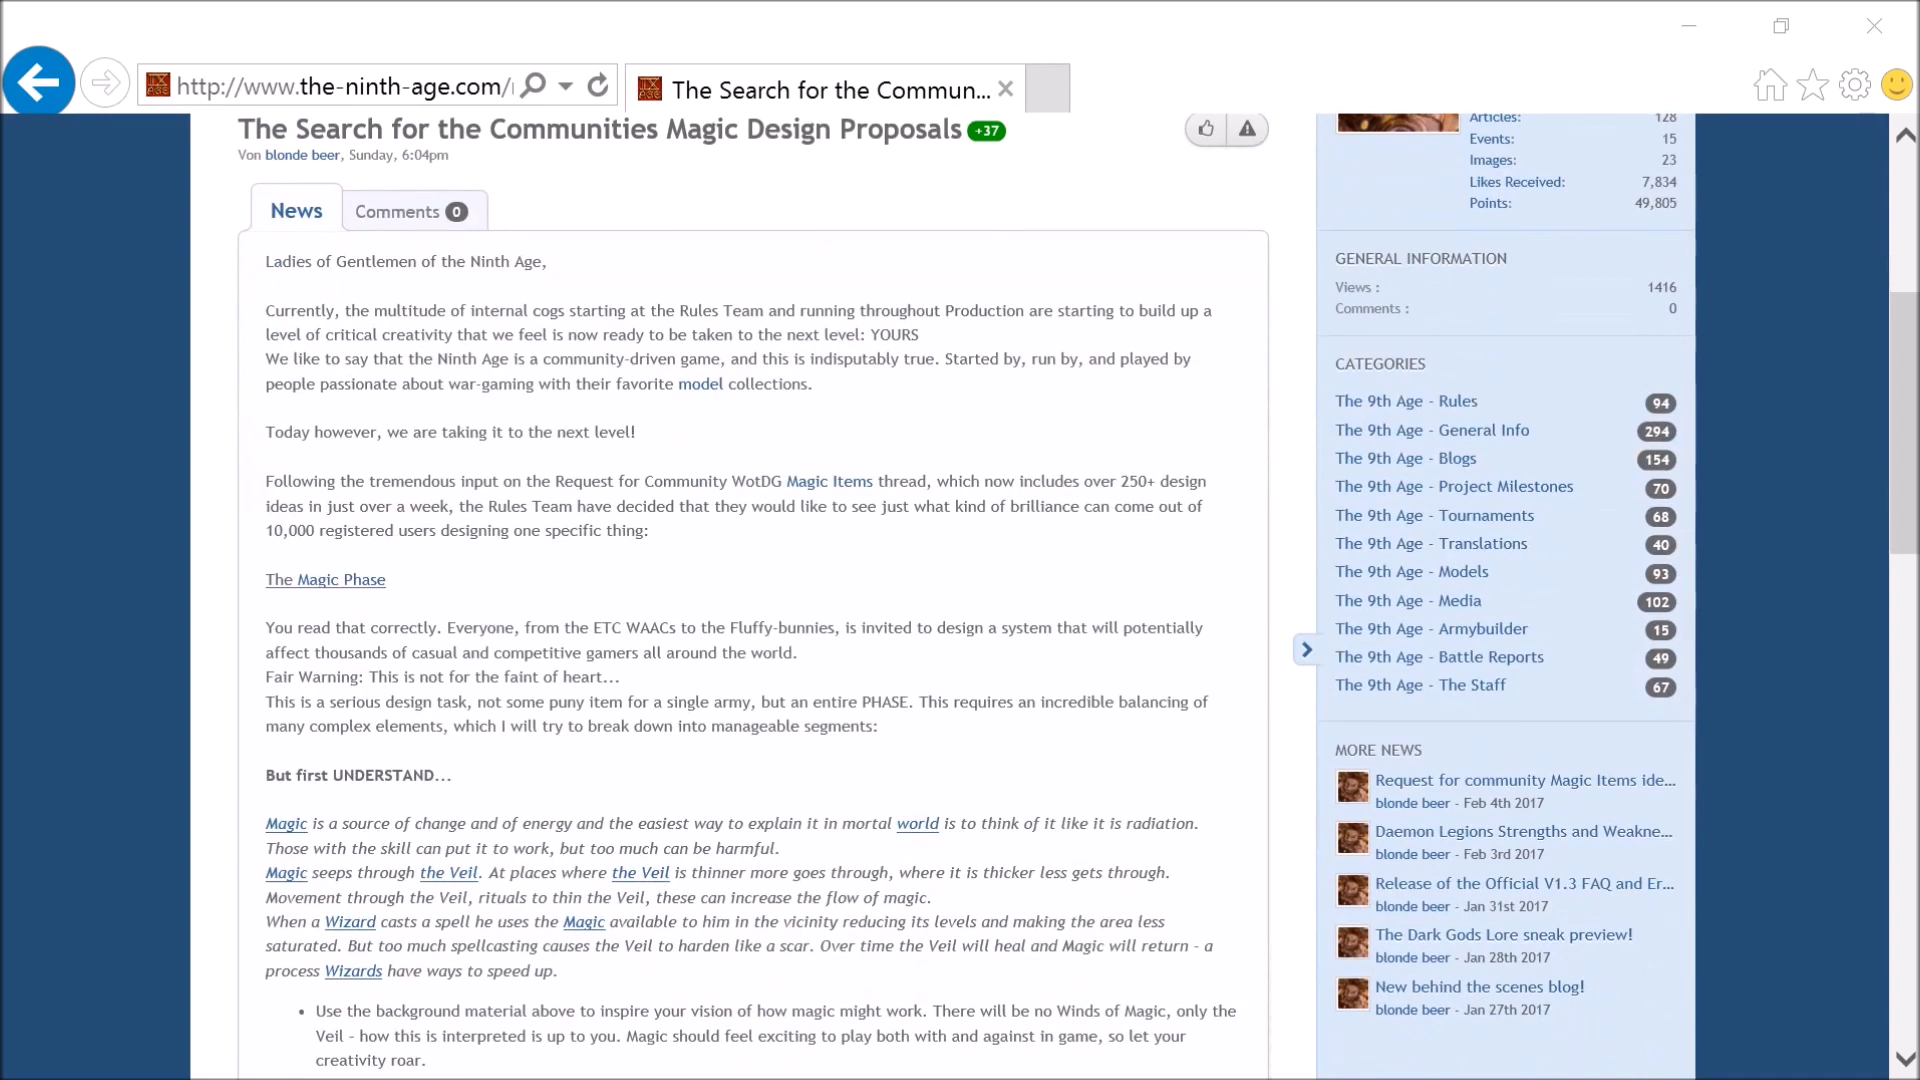 http://www.the-ninth-age.com/
The Search for the Commun...
The Search for the Communities Magic Design Proposals +37
Von blonde beer, Sunday, 6:04pm
News
Comments 0
Ladies of Gentlemen of the Ninth Age,
Currently, the multitude of internal cogs starting at the Rules Team and running throughout Production are starting to build up a
level of critical creativity that we feel is now ready to be taken to the next level: YOURS
We like to say that the Ninth Age is a community-driven game, and this is indisputably true. Started by, run by, and played by
people passionate about war-gaming with their favorite model collections.
Today however, we are taking it to the next level!
Following the tremendous input on the Request for Community WotDG Magic Items thread, which now includes over 250+ design
ideas in just over a week, the Rules Team have decided that they would like to see just what kind of brilliance can come out of
10,000 registered users designing one specific thing:
The Magic Phase
You read that correctly. Everyone, from the ETC WAACs to the Fluffy-bunnies, is invited to design a system that will potentially
affect thousands of casual and competitive gamers all around the world.
Fair Warning: This is not for the faint of heart...
This is a serious design task, not some puny item for a single army, but an entire PHASE. This requires an incredible balancing of
many complex elements, which I will try to break down into manageable segments:
But first UNDERSTAND...
Magic is a source of change and of energy and the easiest way to explain it in mortal world is to think of it like it is radiation.
Those with the skill can put it to work, but too much can be harmful.
Magic seeps through the Veil. At places where the Veil is thinner more goes through, where it is thicker less gets through.
Movement through the Veil, rituals to thin the Veil, these can increase the flow of magic.
When a Wizard casts a spell he uses the Magic available to him in the vicinity reducing its levels and making the area less
saturated. But too much spellcasting causes the Veil to harden like a scar. Over time the Veil will heal and Magic will return - a
process Wizards have ways to speed up.
• Use the background material above to inspire your vision of how magic might work. There will be no Winds of Magic, only the
Veil – how this is interpreted is up to you. Magic should feel exciting to play both with and against in game, so let your
creativity roar.
Articles: 128
Events: 15
Images: 23
Likes Received: 7,834
Points: 49,805
GENERAL INFORMATION
Views : 1416
Comments : 0
CATEGORIES
The 9th Age - Rules 94
The 9th Age - General Info 294
The 9th Age - Blogs 154
The 9th Age - Project Milestones 70
The 9th Age - Tournaments 68
The 9th Age - Translations 40
The 9th Age - Models 93
The 9th Age - Media 102
The 9th Age - Armybuilder 15
The 9th Age - Battle Reports 49
The 9th Age - The Staff 67
MORE NEWS
Request for community Magic Items ide...
blonde beer - Feb 4th 2017
Daemon Legions Strengths and Weakne...
blonde beer - Feb 3rd 2017
Release of the Official V1.3 FAQ and Er...
blonde beer - Jan 31st 2017
The Dark Gods Lore sneak preview!
blonde beer - Jan 28th 2017
New behind the scenes blog!
blonde beer - Jan 27th 2017